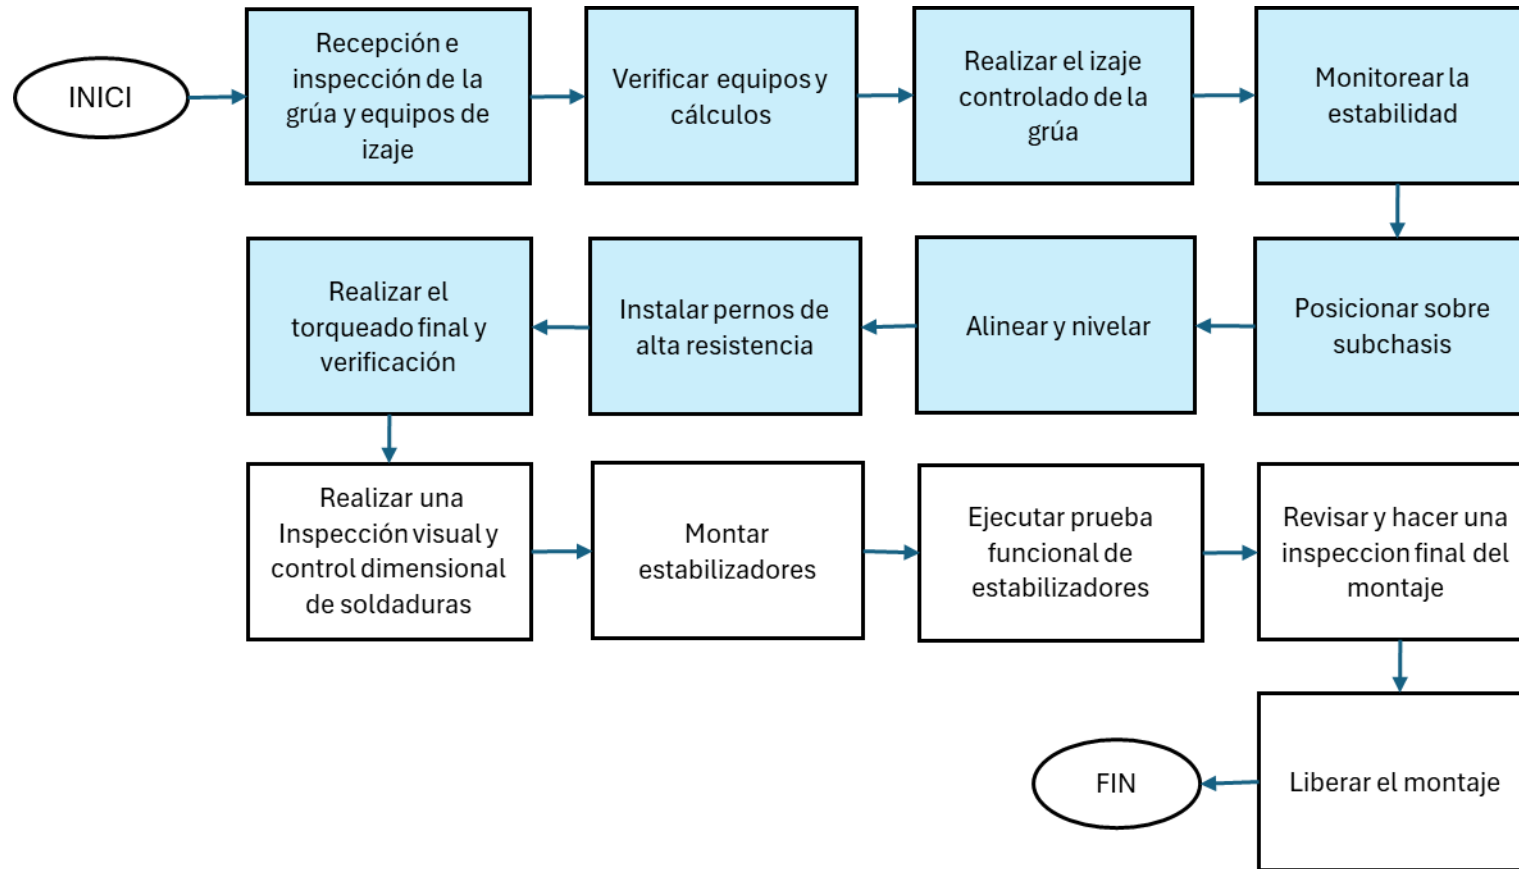 INICI
Recepción e
inspección de la
grúa y equipos de
izaje
Verificar equipos y
cálculos
Realizar el izaje
controlado de la
grúa
Monitorear la
estabilidad
Posicionar sobre
subchasis
Alinear y nivelar
Instalar pernos de
alta resistencia
Realizar el
torqueado final y
verificación
Realizar una
Inspección visual y
control dimensional
de soldaduras
Montar
estabilizadores
Ejecutar prueba
funcional de
estabilizadores
Revisar y hacer una
inspeccion final del
montaje
Liberar el montaje
FIN